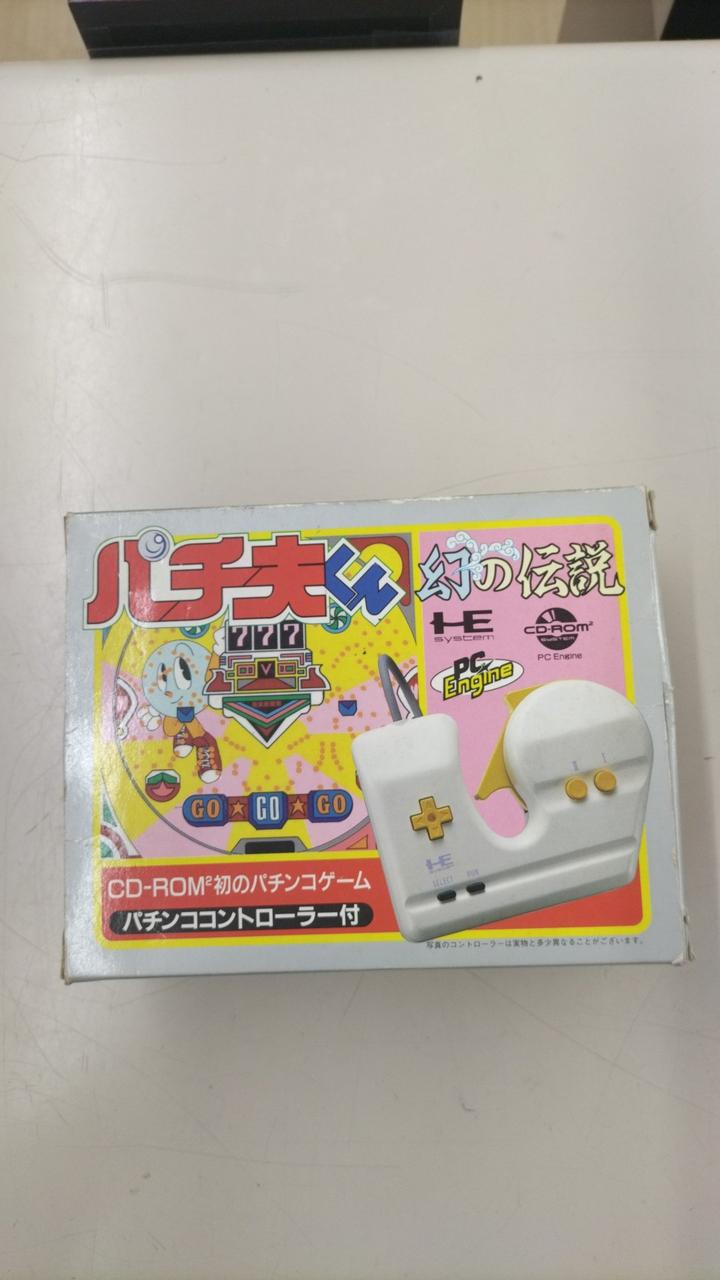 パチ夫くん
幻の伝説
HE
system
CD-ROM²
SYSTEM
PC Engine
PC Engine
777
GO★GO★GO
II I
HE
SYSTEM
SELECT RUN
CD-ROM²初のパチンコゲーム
パチンココントローラー付
写真のコントローラーは実物と多少異なることがございます。